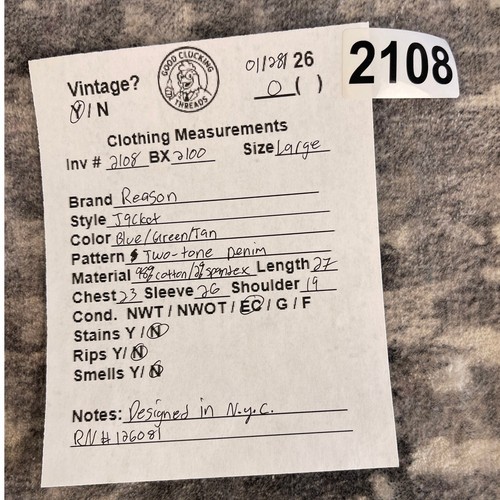 2108
GOOD CLUCKING THREADS
01/28/ 26
Vintage?
Y/ N
O ( )
Clothing Measurements
Inv # 2108 BX 2100 Size Large
Brand Reason
Style Jacket
Color Blue/Green/Tan
Pattern Two-tone Denim
Material 98% cotton/2% spandex Length 27
Chest 23 Sleeve 26 Shoulder 19
Cond. NWT / NWOT / EC / G / F
Stains Y/ N
Rips Y/ N
Smells Y/ N
Notes: Designed in N.Y.C.
RN# 126081